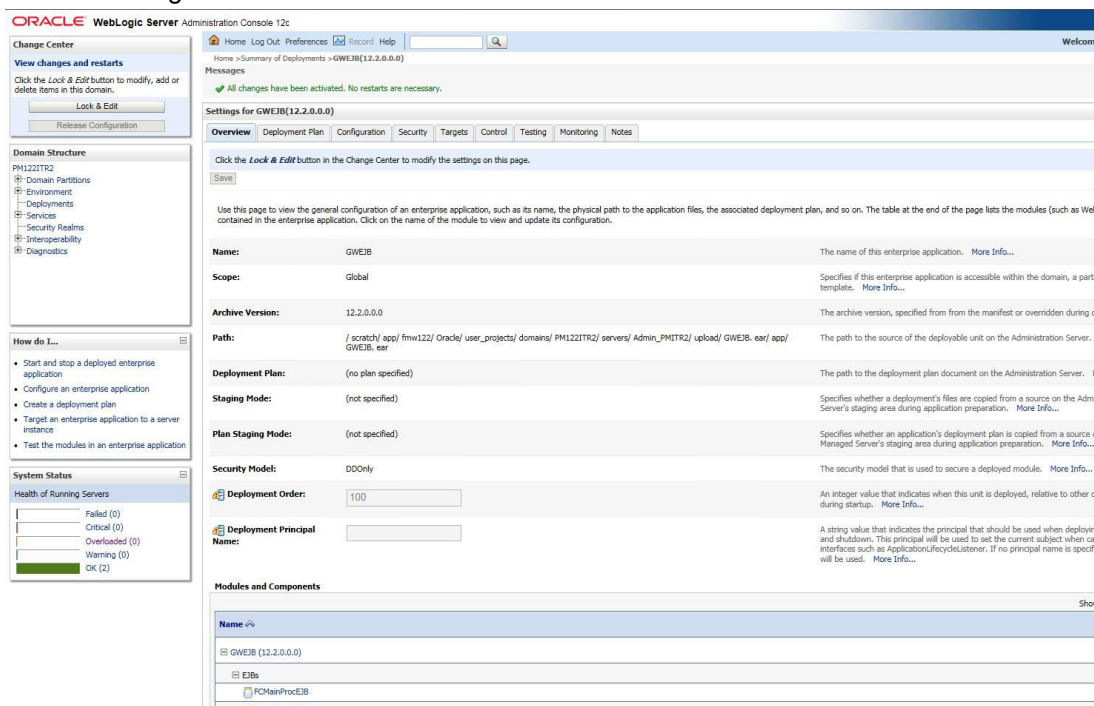 ORACLE WebLogic Server Administration Console 12c
Change Center
View changes and restarts
Click the Lock & Edit button to modify, add or
delete items in this domain.
Lock & Edit
Release Configuration
Domain Structure
PM122ITR2
Domain Partitions
Environment
Deployments
Services
Security Realms
Interoperability
Diagnostics
How do I...
Start and stop a deployed enterprise
application
Configure an enterprise application
Create a deployment plan
Target an enterprise application to a server
instance
Test the modules in an enterprise application
System Status
Health of Running Servers
Failed (0)
Critical (0)
Overloaded (0)
Warning (0)
OK (2)
Home Log Out Preferences Record Help
Welcom
Home >Summary of Deployments >GWEJB(12.2.0.0.0)
Messages
All changes have been activated. No restarts are necessary.
Settings for GWEJB(12.2.0.0.0)
Overview Deployment Plan Configuration Security Targets Control Testing Monitoring Notes
Click the Lock & Edit button in the Change Center to modify the settings on this page.
Save
Use this page to view the general configuration of an enterprise application, such as its name, the physical path to the application files, the associated deployment plan, and so on. The table at the end of the page lists the modules (such as Wel
contained in the enterprise application. Click on the name of the module to view and update its configuration.
Name: GWEJB The name of this enterprise application. More Info...
Scope: Global Specifies if this enterprise application is accessible within the domain, a part
template. More Info...
Archive Version: 12.2.0.0.0 The archive version, specified from from the manifest or overridden during
Path: / scratch/ app/ fmw122/ Oracle/ user_projects/ domains/ PM122ITR2/ servers/ Admin_PMITR2/ upload/ GWEJB. ear/ app/ The path to the source of the deployable unit on the Administration Server.
GWEJB. ear
Deployment Plan: (no plan specified) The path to the deployment plan document on the Administration Server.
Staging Mode: (not specified) Specifies whether a deployment's files are copied from a source on the Adm
Server's staging area during application preparation. More Info...
Plan Staging Mode: (not specified) Specifies whether an application's deployment plan is copied from a source
Managed Server's staging area during application preparation. More Info...
Security Model: DDOnly The security model that is used to secure a deployed module. More Info...
Deployment Order: 100 An integer value that indicates when this unit is deployed, relative to other
during startup. More Info...
Deployment Principal A string value that indicates the principal that should be used when deployin
Name: and shutdown. This principal will be used to set the current subject when ca
interfaces such as ApplicationLifecycleListener. If no principal name is specif
will be used. More Info...
Modules and Components
Show
Name
GWEJB (12.2.0.0.0)
EJBs
FCMainProcEJB